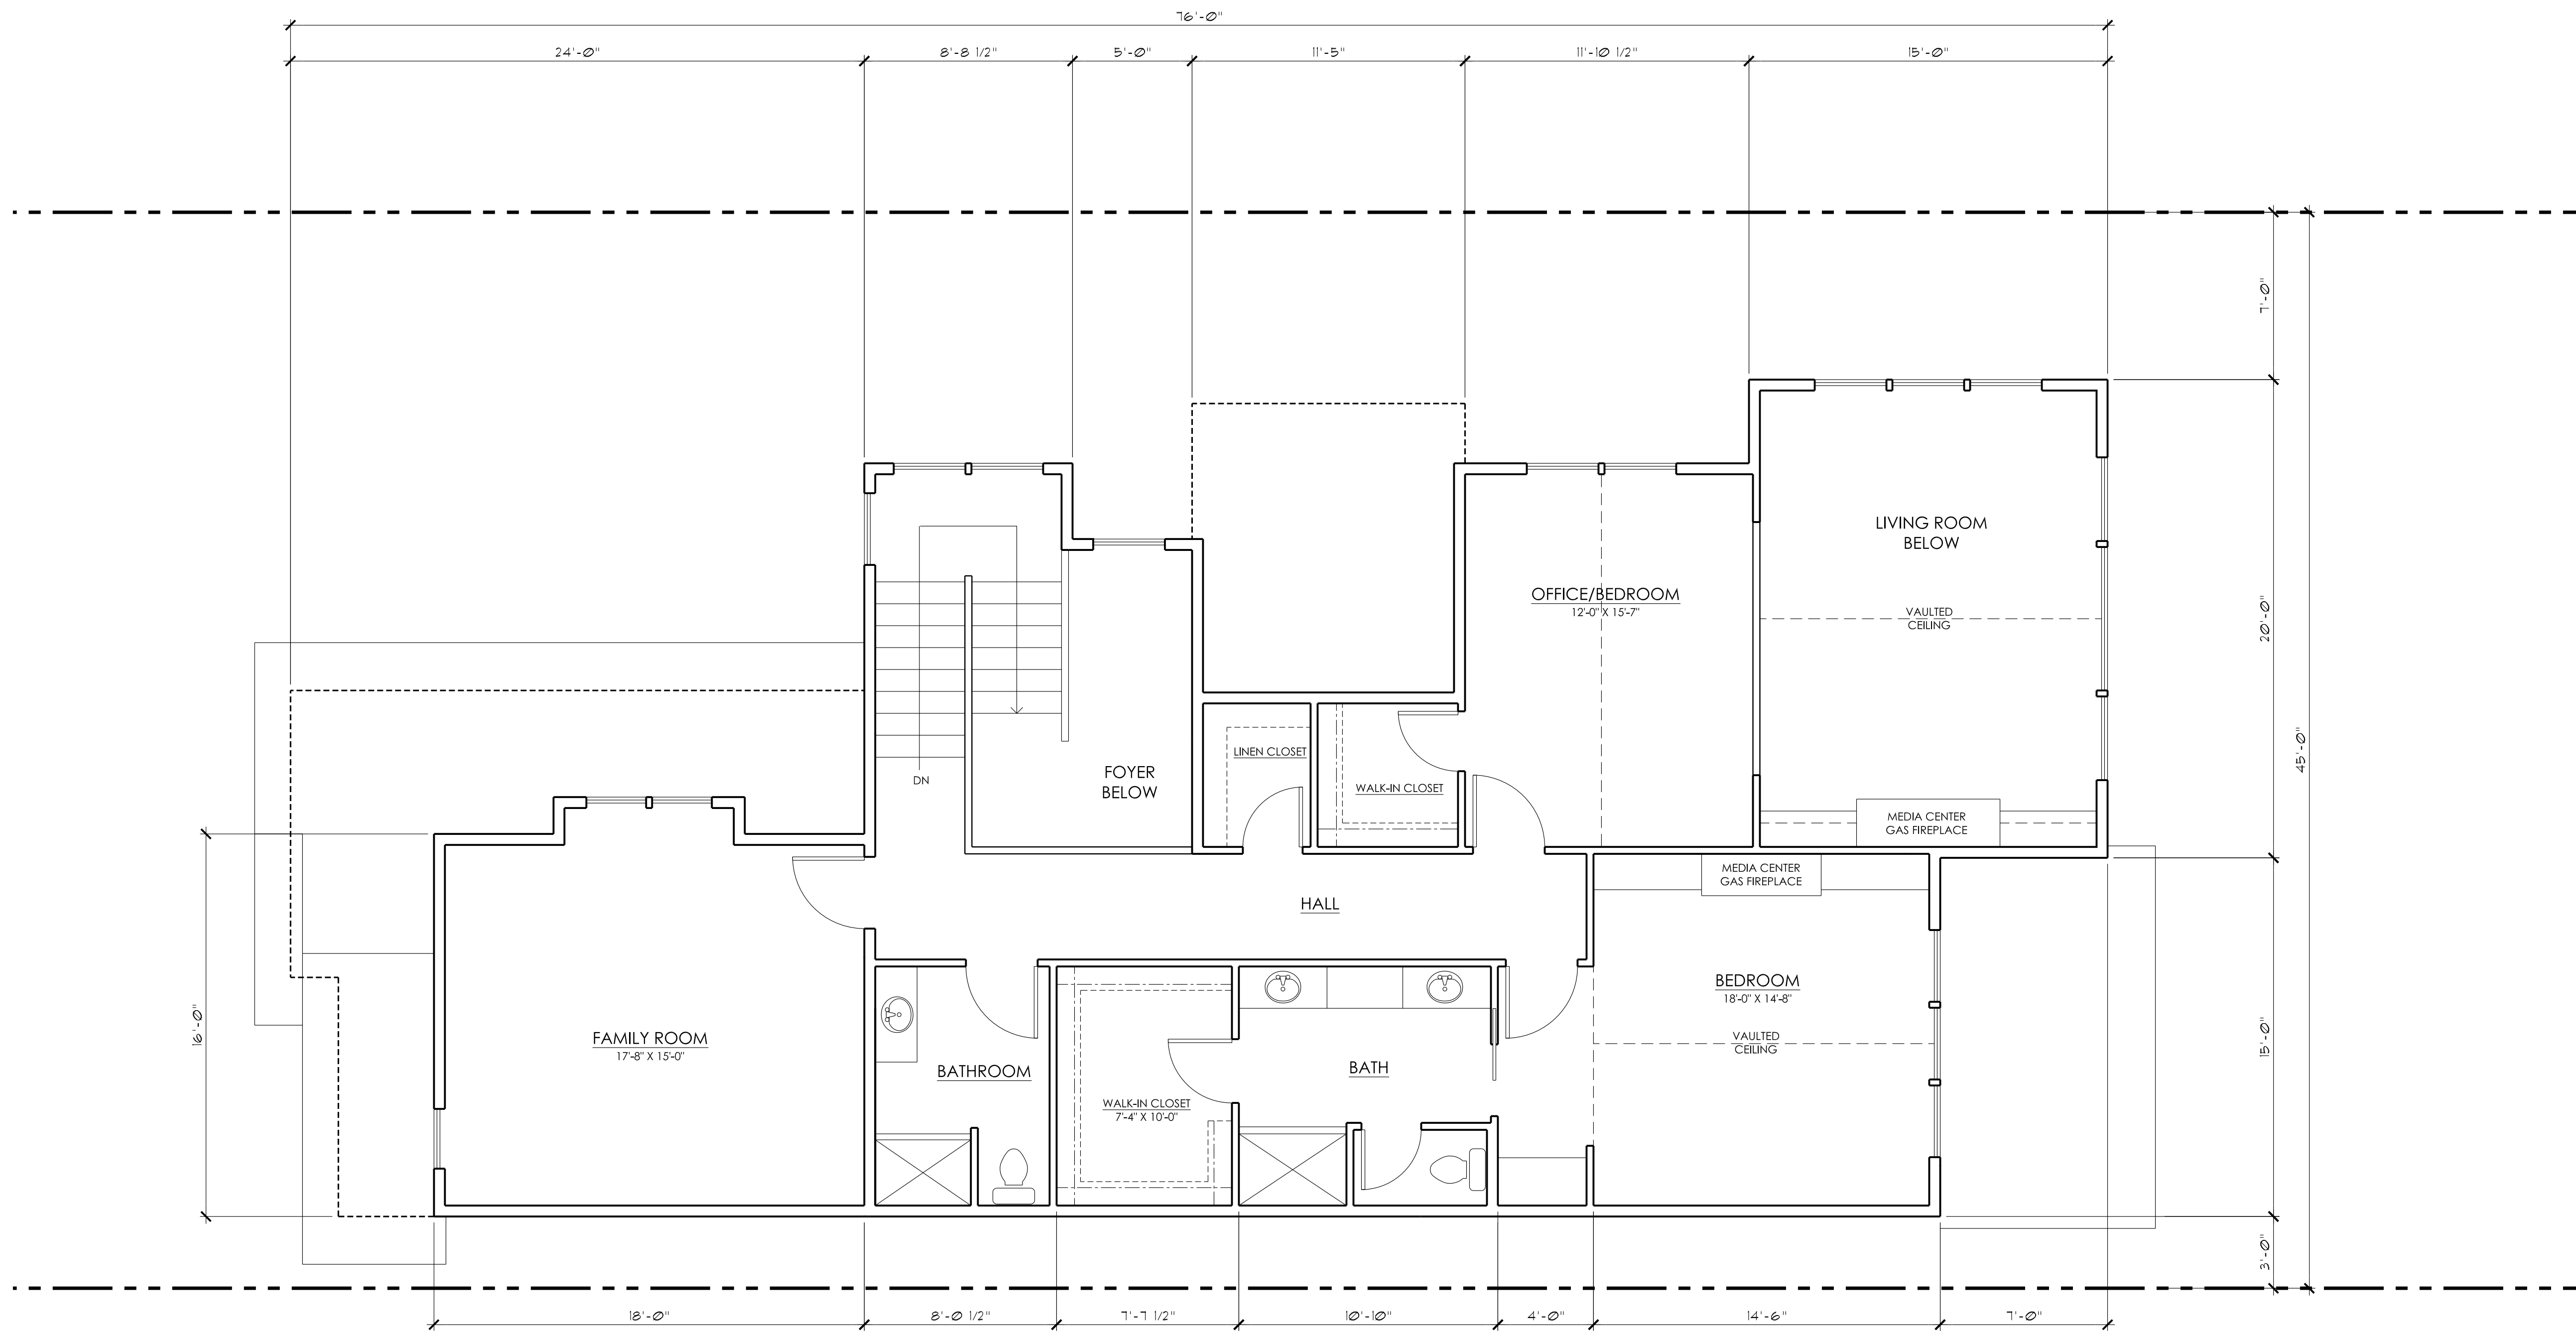 76'-0"
24'-0"
8'-8 1/2"
5'-0"
11'-5"
11'-10 1/2"
15'-0"
7'-0"
LIVING ROOM
BELOW
OFFICE/BEDROOM
12'-0" X 15'-7"
VAULTED
CEILING
20'-0"
45'-0"
LINEN CLOSET
FOYER
BELOW
DN
WALK-IN CLOSET
MEDIA CENTER
GAS FIREPLACE
MEDIA CENTER
GAS FIREPLACE
HALL
BEDROOM
18'-0" X 14'-8"
16'-0"
FAMILY ROOM
17'-8" X 15'-0"
VAULTED
CEILING
15'-0"
BATHROOM
BATH
WALK-IN CLOSET
7'-4" X 10'-0"
3'-0"
18'-0"
8'-0 1/2"
7'-7 1/2"
10'-10"
4'-0"
14'-6"
7'-0"